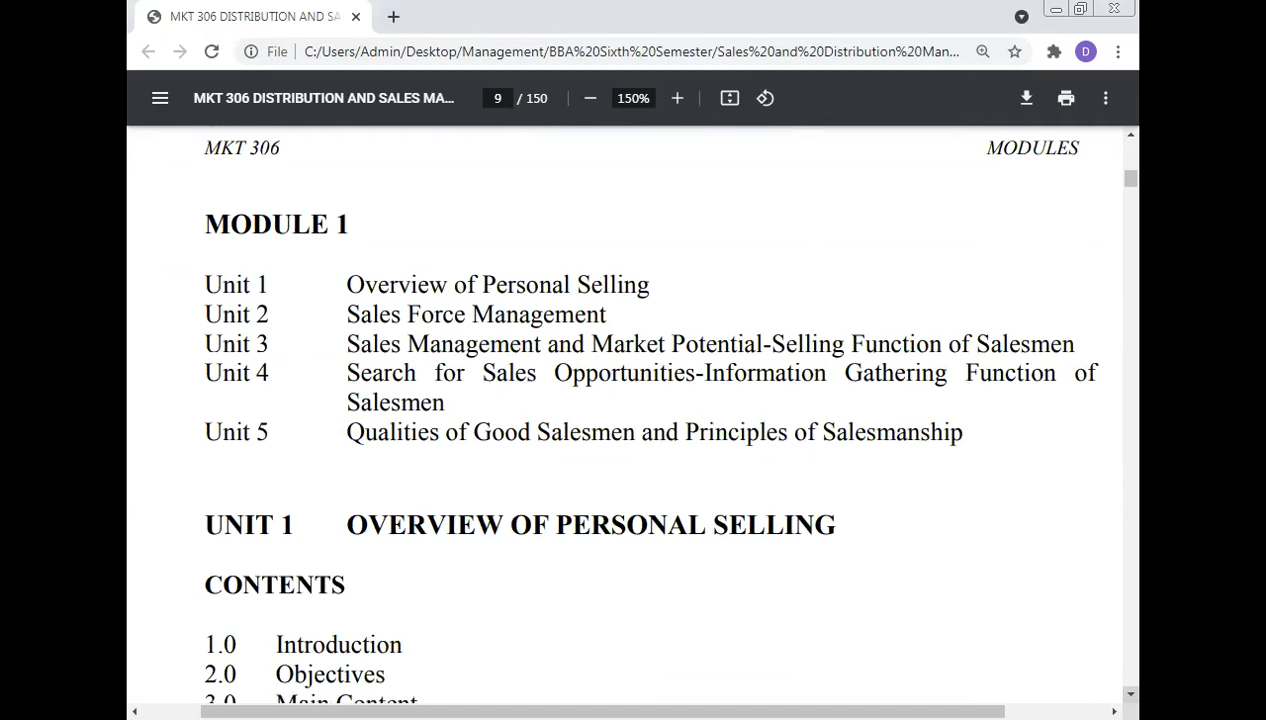 MKT 306 DISTRIBUTION AND SA
File C:/Users/Admin/Desktop/Management/BBA%20Sixth%20Semester/Sales%20and%20Distribution%20Man...
D
MKT 306 DISTRIBUTION AND SALES MA... 9 / 150 150%
MKT 306 MODULES
MODULE 1
Unit 1 Overview of Personal Selling
Unit 2 Sales Force Management
Unit 3 Sales Management and Market Potential-Selling Function of Salesmen
Unit 4 Search for Sales Opportunities-Information Gathering Function of
Salesmen
Unit 5 Qualities of Good Salesmen and Principles of Salesmanship
UNIT 1 OVERVIEW OF PERSONAL SELLING
CONTENTS
1.0 Introduction
2.0 Objectives
3.0 Main Content